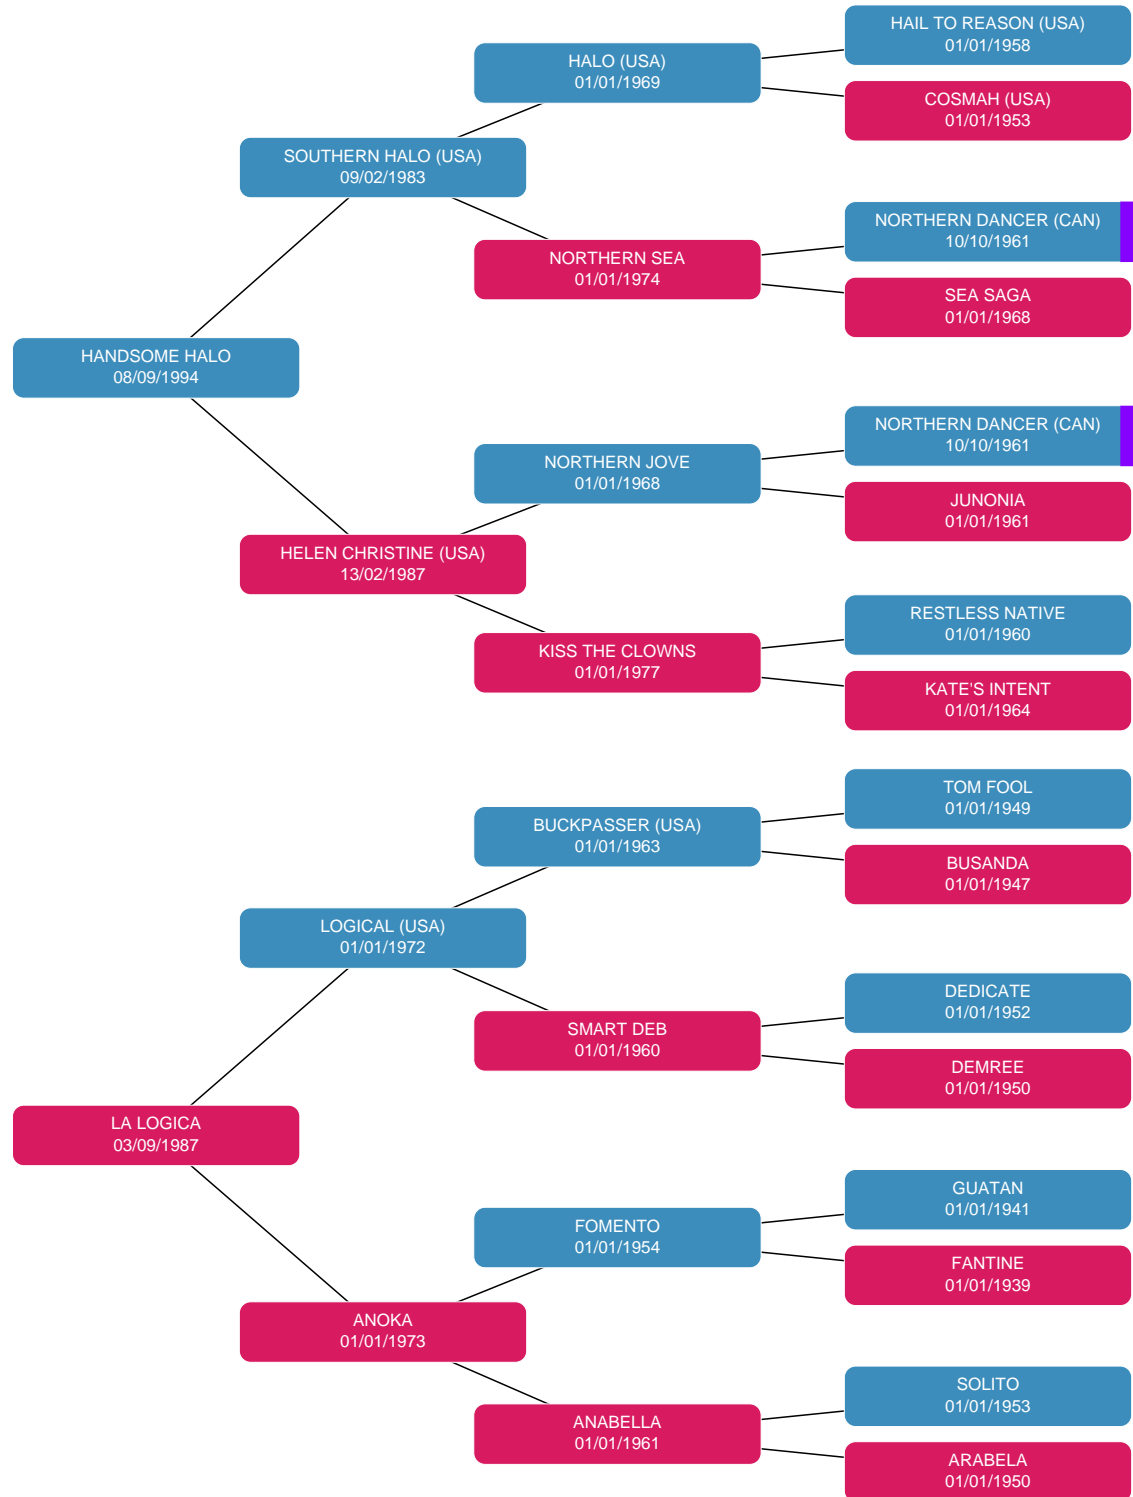 HAIL TO REASON (USA)
01/01/1958
HALO (USA)
01/01/1969
COSMAH (USA)
01/01/1953
SOUTHERN HALO (USA)
09/02/1983
NORTHERN DANCER (CAN)
10/10/1961
NORTHERN SEA
01/01/1974
SEA SAGA
01/01/1968
HANDSOME HALO
08/09/1994
NORTHERN DANCER (CAN)
10/10/1961
NORTHERN JOVE
01/01/1968
JUNONIA
01/01/1961
HELEN CHRISTINE (USA)
13/02/1987
RESTLESS NATIVE
01/01/1960
KISS THE CLOWNS
01/01/1977
KATE'S INTENT
01/01/1964
TOM FOOL
01/01/1949
BUCKPASSER (USA)
01/01/1963
BUSANDA
01/01/1947
LOGICAL (USA)
01/01/1972
DEDICATE
01/01/1952
SMART DEB
01/01/1960
DEMREE
01/01/1950
LA LOGICA
03/09/1987
GUATAN
01/01/1941
FOMENTO
01/01/1954
FANTINE
01/01/1939
ANOKA
01/01/1973
SOLITO
01/01/1953
ANABELLA
01/01/1961
ARABELA
01/01/1950